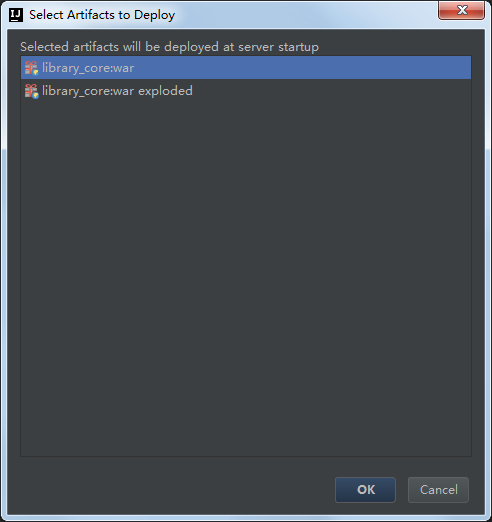 IJ Select Artifacts to Deploy
Selected artifacts will be deployed at server startup
library_core:war
library_core:war exploded
OK
Cancel